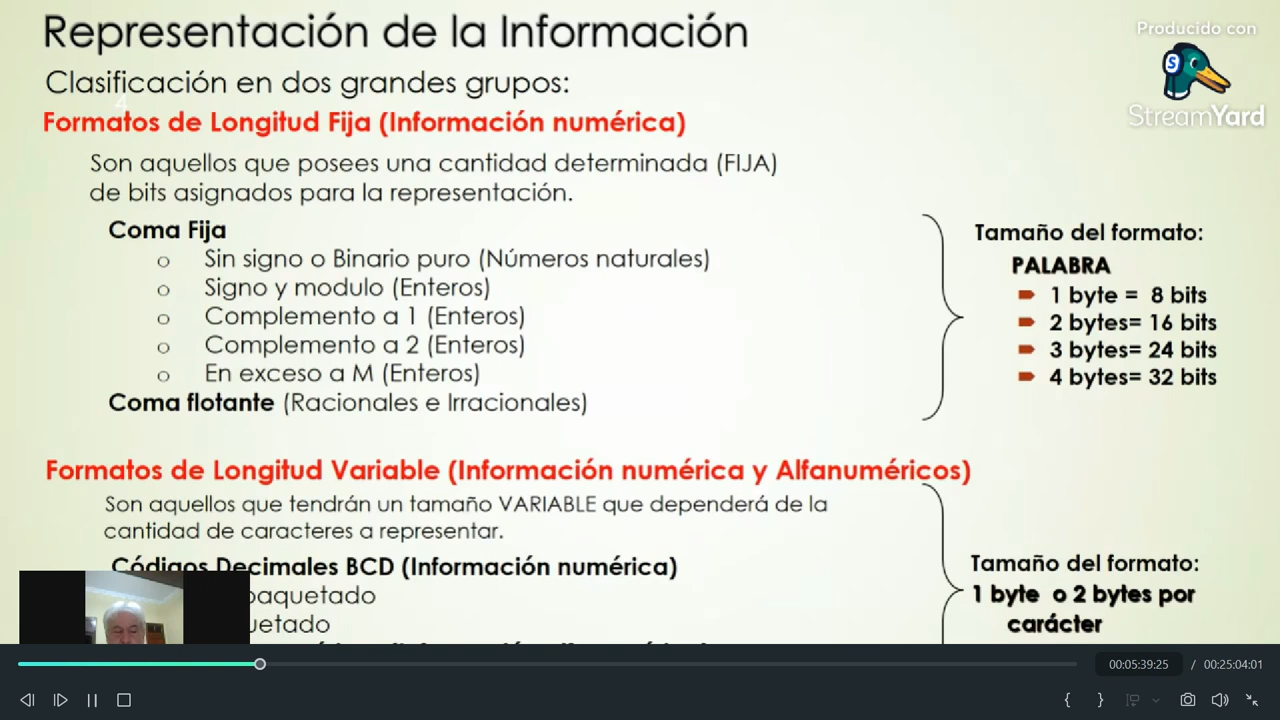 Representación de la Información
Producido con
StreamYard
Clasificación en dos grandes grupos:
4
Formatos de Longitud Fija (Información numérica)
Son aquellos que posees una cantidad determinada (FIJA)
de bits asignados para la representación.
Coma Fija
o Sin signo o Binario puro (Números naturales)
o Signo y modulo (Enteros)
o Complemento a 1 (Enteros)
o Complemento a 2 (Enteros)
o En exceso a M (Enteros)
Coma flotante (Racionales e Irracionales)
Tamaño del formato:
PALABRA
1 byte = 8 bits
2 bytes= 16 bits
3 bytes= 24 bits
4 bytes= 32 bits
Formatos de Longitud Variable (Información numérica y Alfanuméricos)
Son aquellos que tendrán un tamaño VARIABLE que dependerá de la
cantidad de caracteres a representar.
Códigos Decimales BCD (Información numérica)
paquetado
uetado
Tamaño del formato:
1 byte o 2 bytes por
carácter
00:05:39:25 / 00:25:04:01